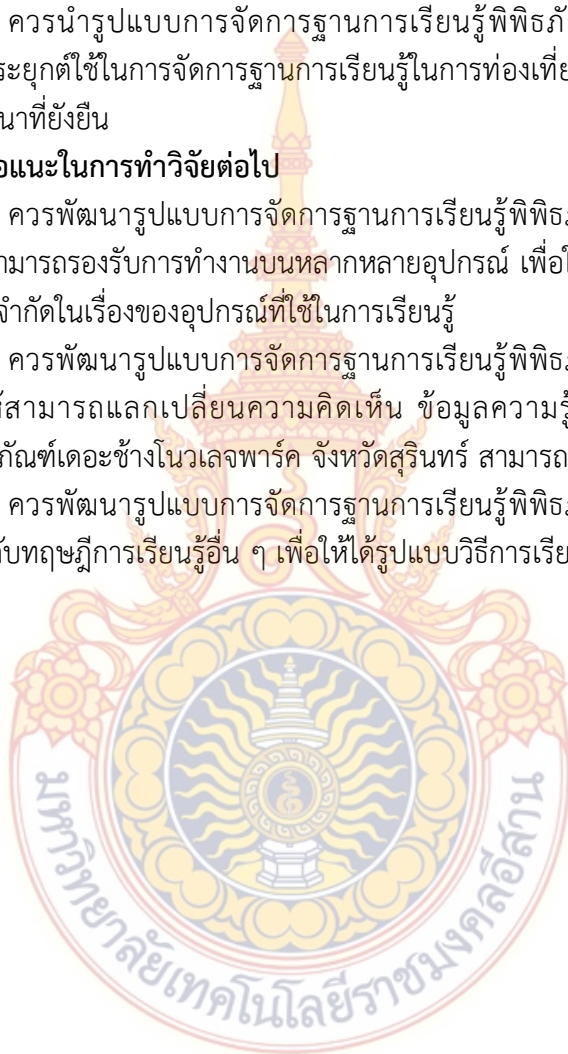 ควรนำรูปแบบการจัดการฐานการเรียนรู้พิพิธภั
ระยุกต์ใช้ในการจัดการฐานการเรียนรู้ในการท่องเที่ย
นาที่ยังยืน
อแนะในการทำวิจัยต่อไป
ควรพัฒนารูปแบบการจัดการฐานการเรียนรู้พิพิธภ
ามารถรองรับการทำงานบนหลากหลายอุปกรณ์ เพื่อใ
จำกัดในเรื่องของอุปกรณ์ที่ใช้ในการเรียนรู้
ควรพัฒนารูปแบบการจัดการฐานการเรียนรู้พิพิธภ
ห้สามารถแลกเปลี่ยนความคิดเห็น ข้อมูลความรู้
ภัณฑ์เดอะช้างโนวเลจพาร์ค จังหวัดสุรินทร์ สามารถ
ควรพัฒนารูปแบบการจัดการฐานการเรียนรู้พิพิธภ
ับทฤษฎีการเรียนรู้อื่น ๆ เพื่อให้ได้รูปแบบวิธีการเรีย
มหาวิทยาลัยเทคโนโลยีราชมงคลอีสาน